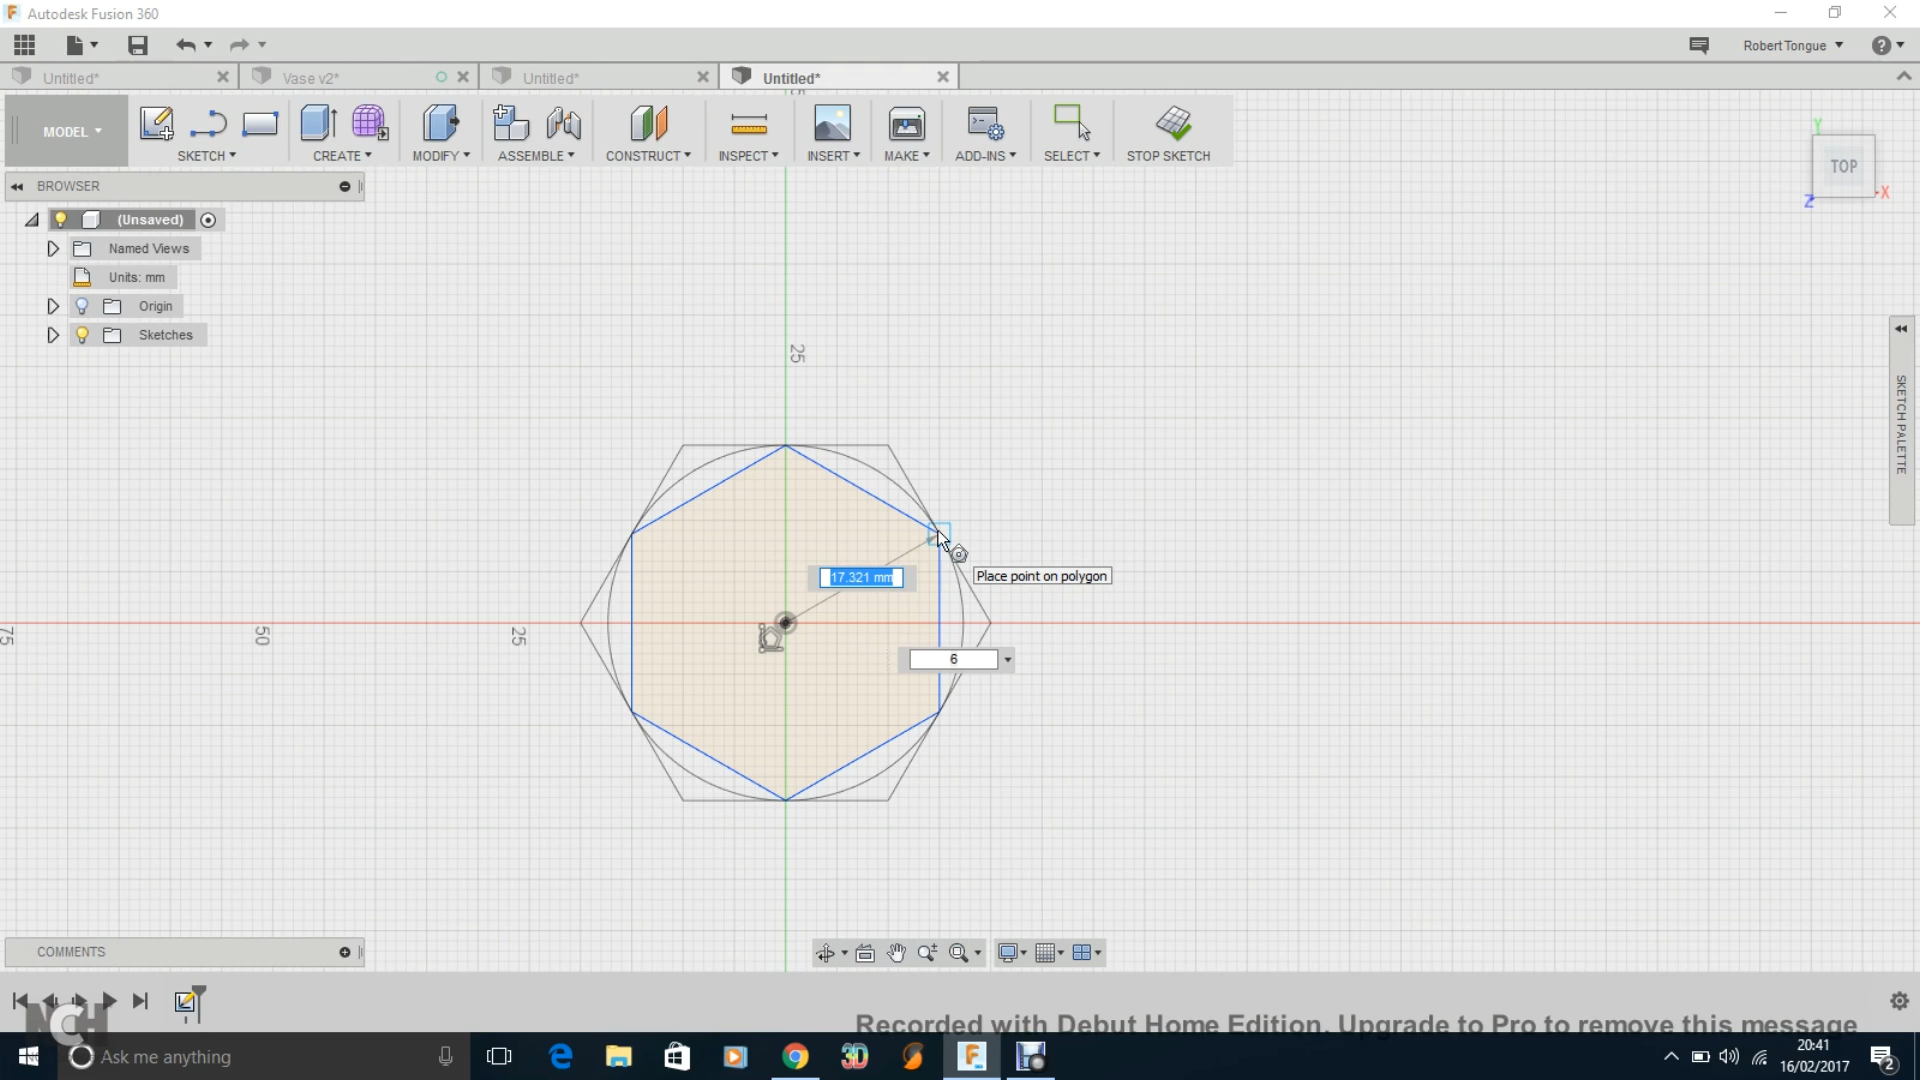 Autodesk Fusion 360
Robert Tongue
Untitled*
Vase v2*
Untitled*
Untitled*
MODEL
SKETCH
CREATE
MODIFY
ASSEMBLE
CONSTRUCT
INSPECT
INSERT
MAKE
ADD-INS
SELECT
STOP SKETCH
Y
TOP
X
Z
BROWSER
(Unsaved)
Named Views
Units: mm
Origin
Sketches
25
SKETCH PALETTE
17.321 mm
Place point on polygon
75
50
25
6
COMMENTS
NCH
Recorded with Debut Home Edition. Upgrade to Pro to remove this message
Ask me anything
3D
20:41
16/02/2017
2